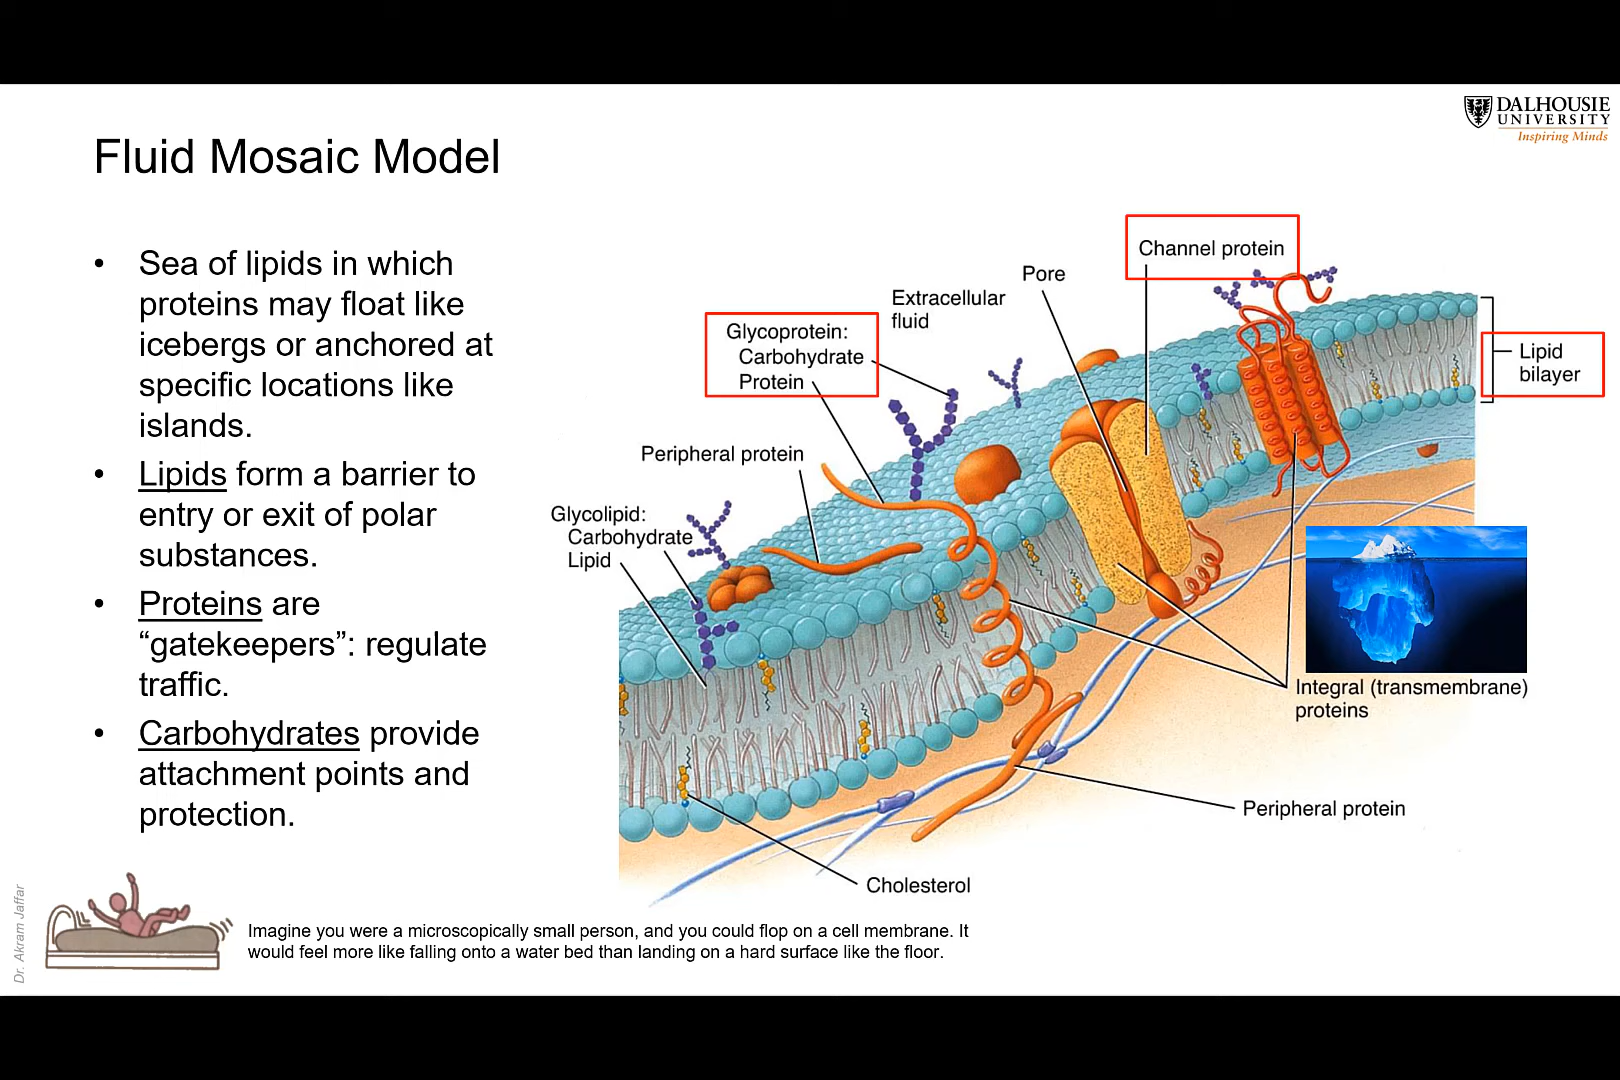 DALHOUSIE
UNIVERSITY
Inspiring Minds
Fluid Mosaic Model
• Sea of lipids in which
proteins may float like
icebergs or anchored at
specific locations like
islands.
• Lipids form a barrier to
entry or exit of polar
substances.
• Proteins are
“gatekeepers”: regulate
traffic.
• Carbohydrates provide
attachment points and
protection.
Channel protein
Pore
Extracellular
fluid
Glycoprotein:
Carbohydrate
Protein
Lipid
bilayer
Peripheral protein
Glycolipid:
Carbohydrate
Lipid
Integral (transmembrane)
proteins
Peripheral protein
Cholesterol
Imagine you were a microscopically small person, and you could flop on a cell membrane. It
would feel more like falling onto a water bed than landing on a hard surface like the floor.
Dr. Akram Jaffar